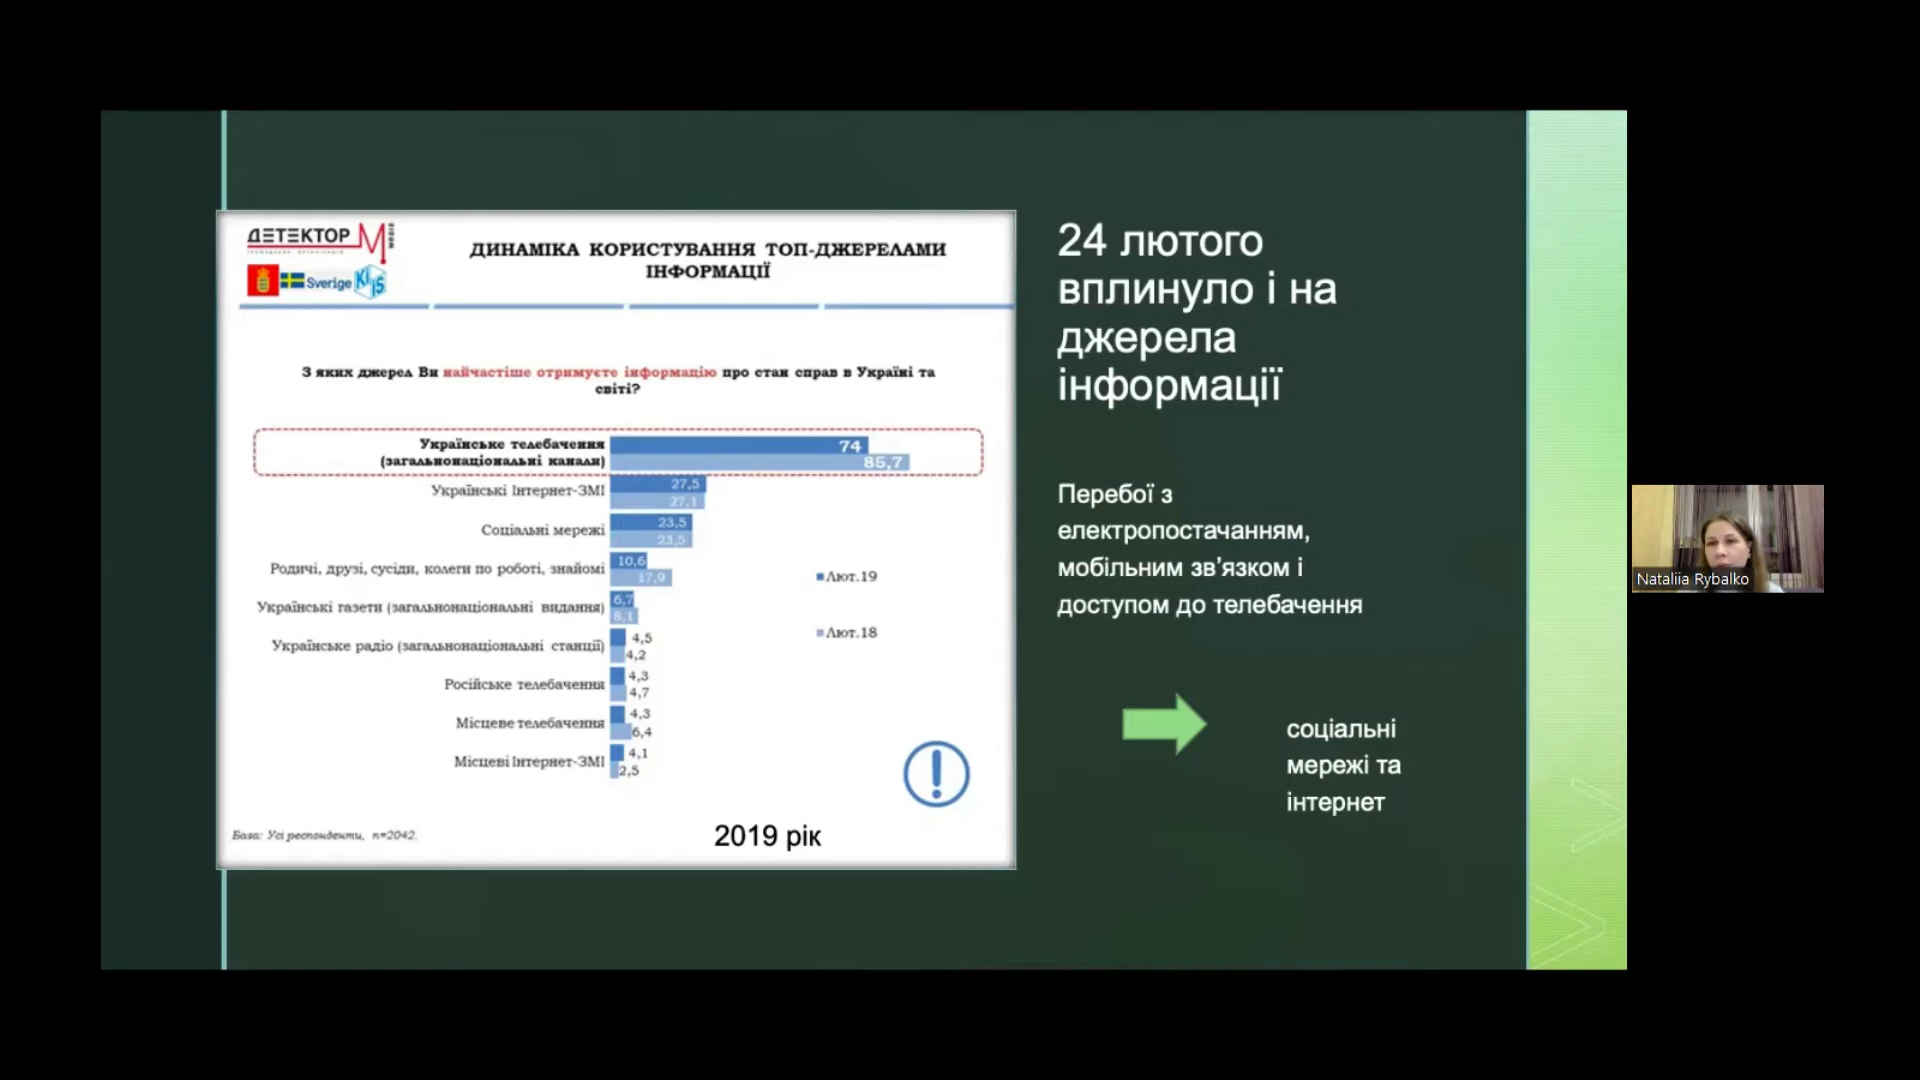 ДЕТЕКТОР
медіа
Sverige
ДИНАМІКА КОРИСТУВАННЯ ТОП-ДЖЕРЕЛАМИ
ІНФОРМАЦІЇ
З яких джерел Ви найчастіше отримуєте інформацію про стан справ в Україні та
світі?
Українське телебачення
(загальнонаціональні канали)
74
85,7
Українські Інтернет-ЗМІ
27,5
27,1
Соціальні мережі
23,5
23,5
Родичі, друзі, сусіди, колеги по роботі, знайомі
10,6
17,9
Українські газети (загальнонаціональні видання)
6,7
8,1
Українське радіо (загальнонаціональні станції)
4,5
4,2
Російське телебачення
4,3
4,7
Місцеве телебачення
4,3
6,4
Місцеві Інтернет-ЗМІ
4,1
2,5
Лют.19
Лют.18
База: Усі респонденти, n=2042.
2019 рік
24 лютого
вплинуло і на
джерела
інформації
Перебої з
електропостачанням,
мобільним зв’язком і
доступом до телебачення
соціальні
мережі та
інтернет
Nataliia Rybalko